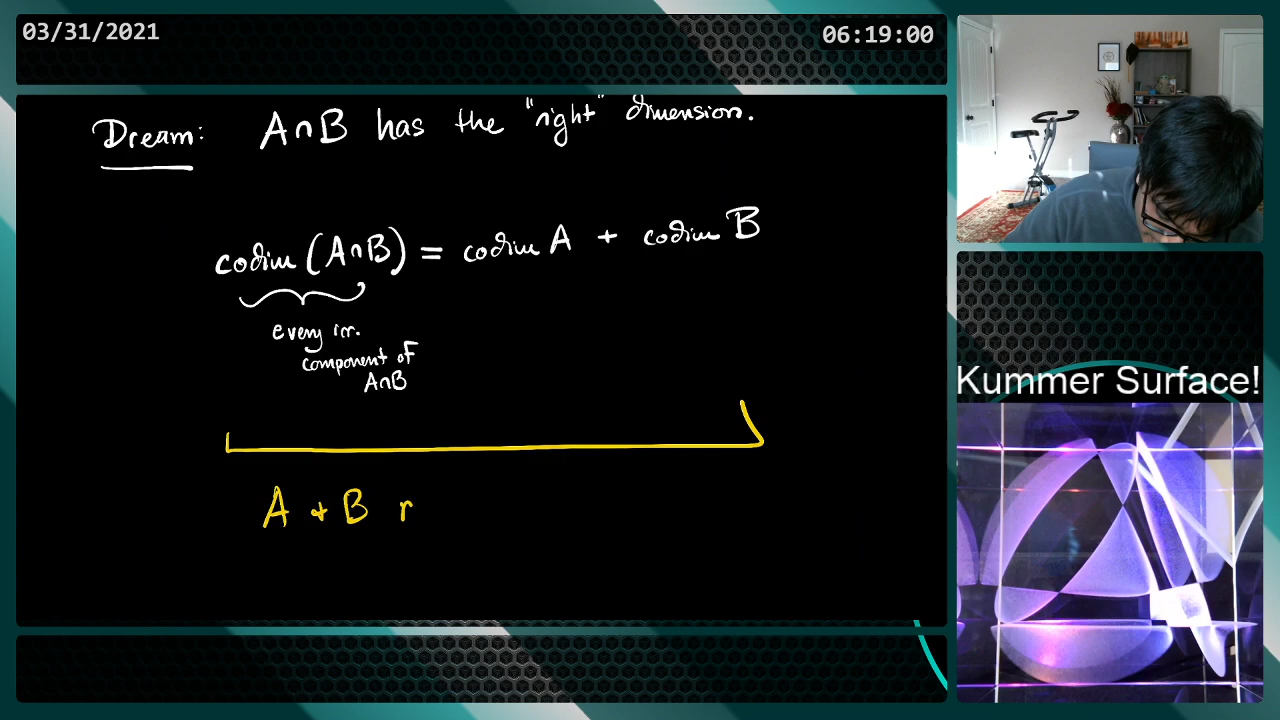 03/31/2021
06:19:00
Dream: A∩B has the "right" dimension.
codim (A∩B) = codim A + codim B
every irr.
component of
A∩B
A + B r
Kummer Surface!